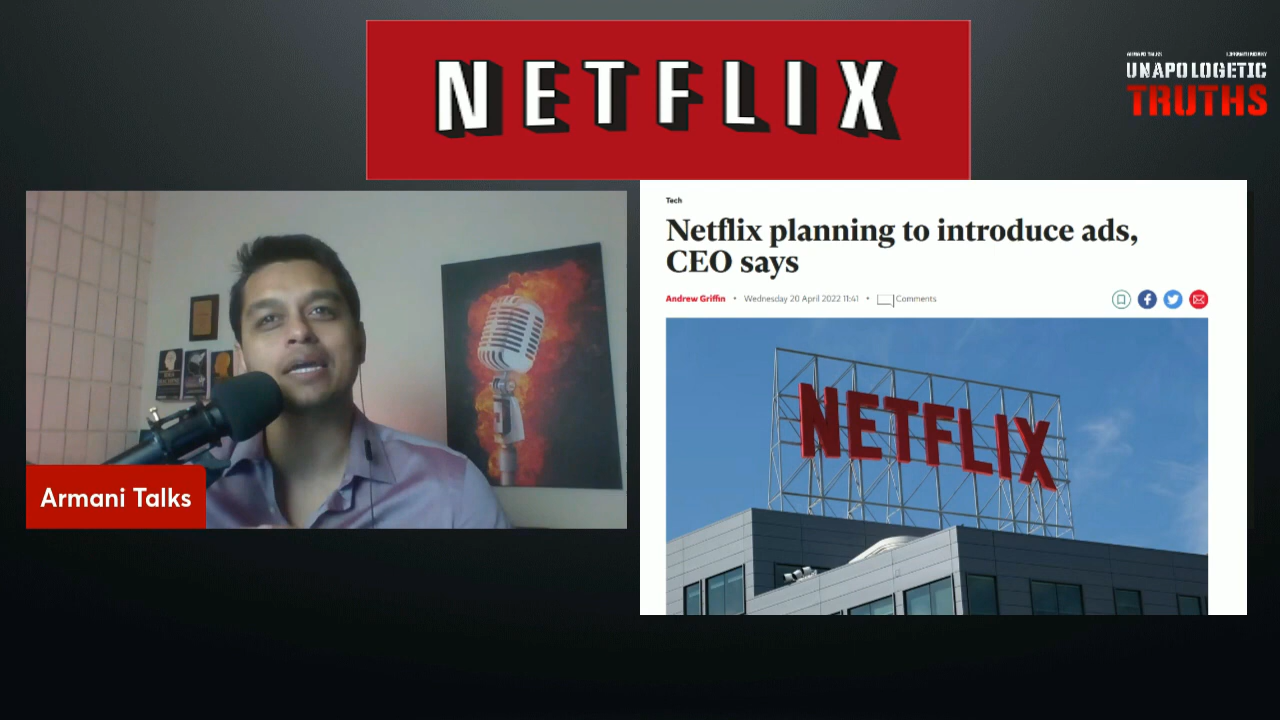 NETFLIX
UNAPOLOGETIC
TRUTHS
Tech
Netflix planning to introduce ads,
CEO says
Andrew Griffin • Wednesday 20 April 2022 11:41 • Comments
NETFLIX
Armani Talks